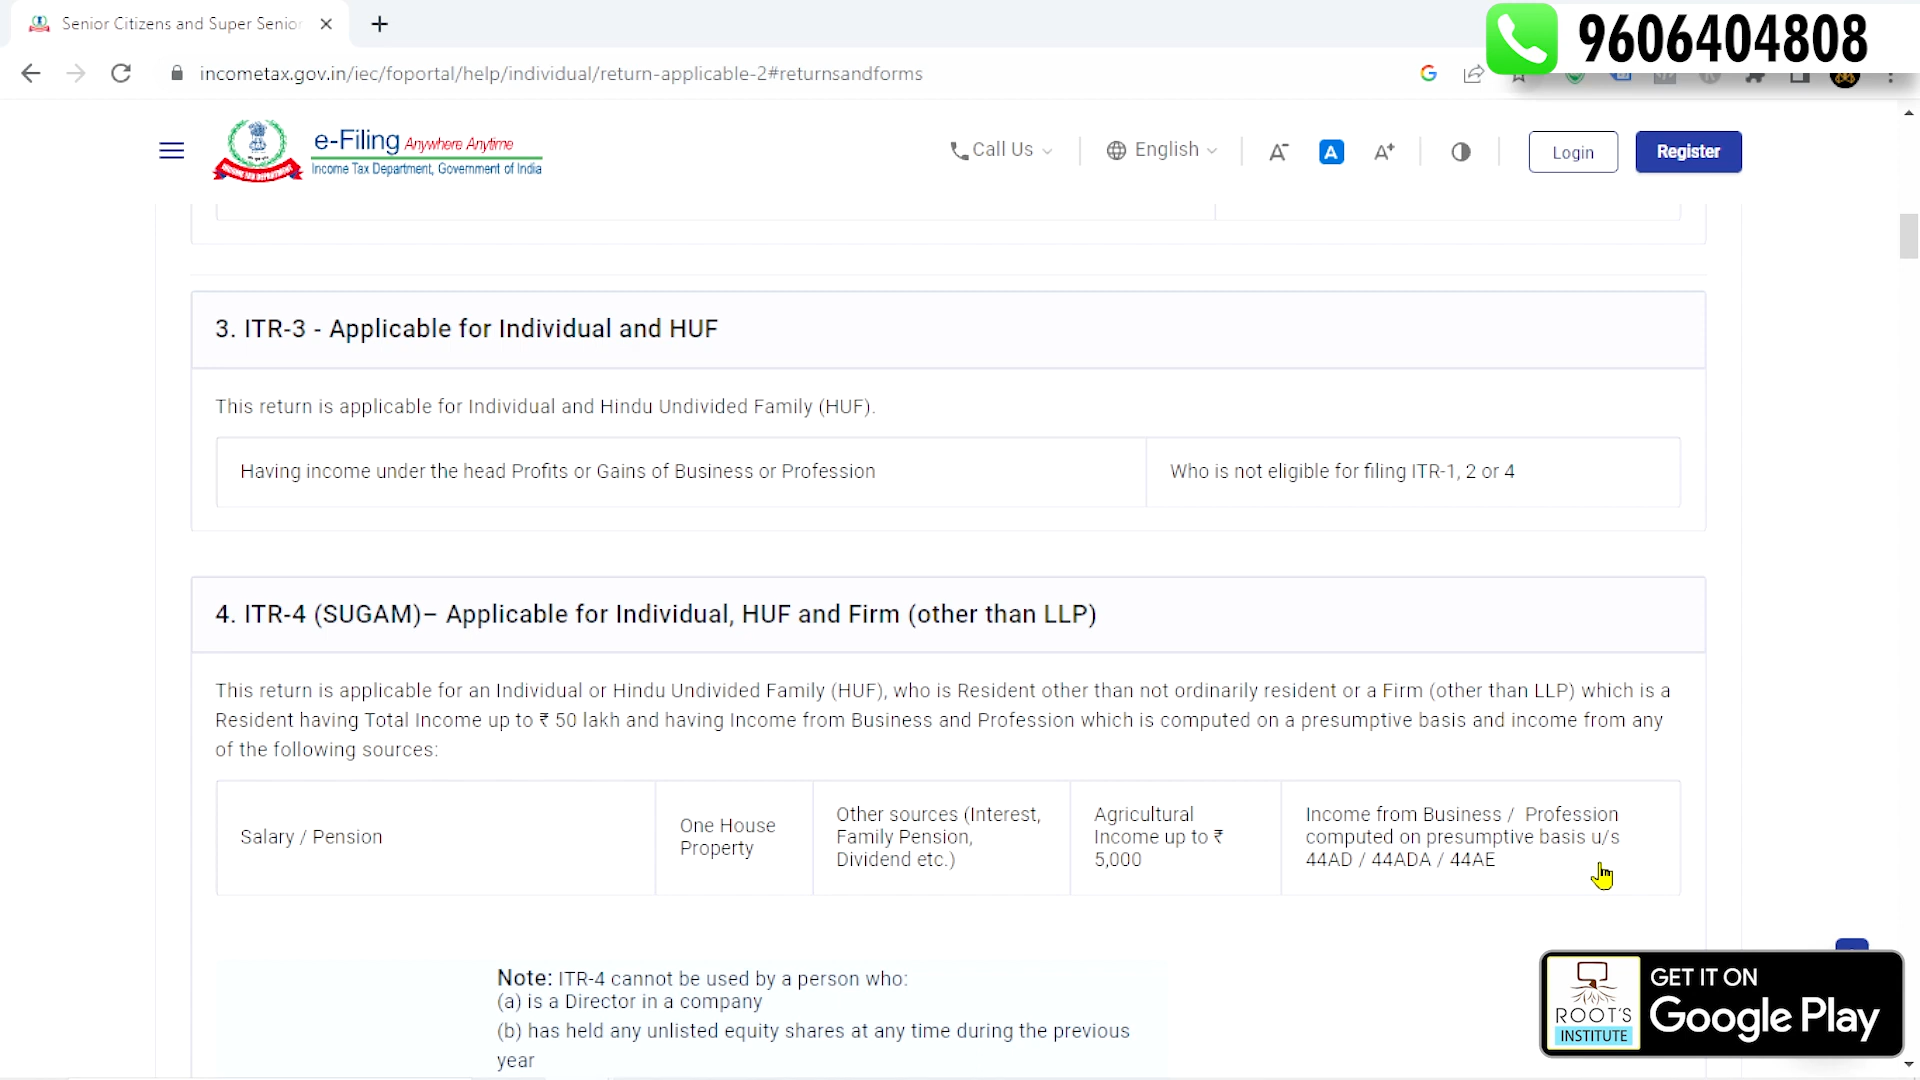 Senior Citizens and Super Senior
9606404808
incometax.gov.in/iec/foportal/help/individual/return-applicable-2#returnsandforms
e-Filing Anywhere Anytime
Income Tax Department, Government of India
Call Us
English
A-
A
A+
Login
Register
3. ITR-3 - Applicable for Individual and HUF
This return is applicable for Individual and Hindu Undivided Family (HUF).
Having income under the head Profits or Gains of Business or Profession
Who is not eligible for filing ITR-1, 2 or 4
4. ITR-4 (SUGAM)– Applicable for Individual, HUF and Firm (other than LLP)
This return is applicable for an Individual or Hindu Undivided Family (HUF), who is Resident other than not ordinarily resident or a Firm (other than LLP) which is a
Resident having Total Income up to ₹ 50 lakh and having Income from Business and Profession which is computed on a presumptive basis and income from any
of the following sources:
Salary / Pension
One House
Property
Other sources (Interest,
Family Pension,
Dividend etc.)
Agricultural
Income up to ₹
5,000
Income from Business / Profession
computed on presumptive basis u/s
44AD / 44ADA / 44AE
Note: ITR-4 cannot be used by a person who:
(a) is a Director in a company
(b) has held any unlisted equity shares at any time during the previous
year
ROOT'S
INSTITUTE
GET IT ON
Google Play